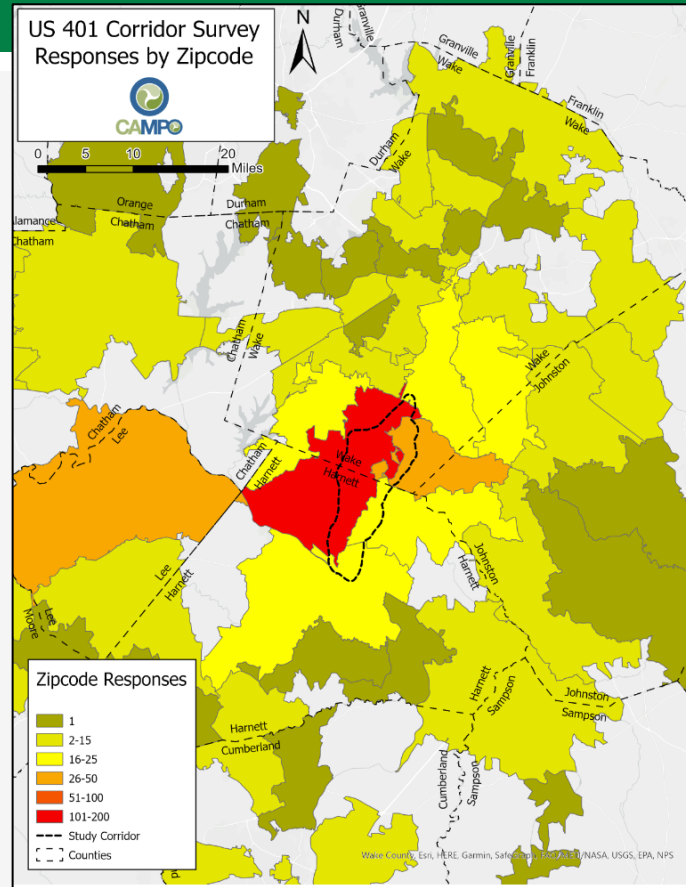 US 401 Corridor Survey
Responses by Zipcode
CAMPO
0 5 10 20
Miles
N
Durham
Granville
Wake
Granville
Franklin
Franklin
Wake
Durham
Wake
Orange
Chatham
Durham
Chatham
Chatham
Chatham
Wake
Wake
Johnston
Chatham
Lee
Chatham
Harnett
Wake
Harnett
Lee
Harnett
Johnston
Harnett
Lee
Moore
Harnett
Sampson
Johnston
Sampson
Harnett
Cumberland
Cumberland
Sampson
Zipcode Responses
1
2-15
16-25
26-50
51-100
101-200
Study Corridor
Counties
Wake County, Esri, HERE, Garmin, NASA, USGS, EPA, NPS